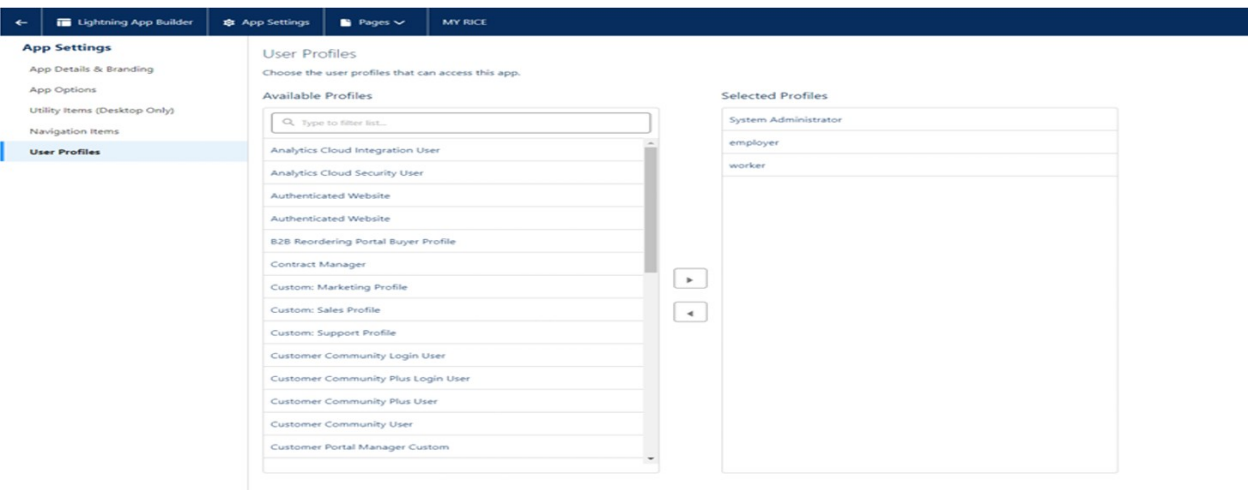 Lightning App Builder App Settings Pages MY RICE
App Settings
App Details & Branding
App Options
Utility Items (Desktop Only)
Navigation Items
User Profiles
User Profiles
Choose the user profiles that can access this app.
Available Profiles
Type to filter list...
Analytics Cloud Integration User
Analytics Cloud Security User
Authenticated Website
Authenticated Website
B2B Reordering Portal Buyer Profile
Contract Manager
Custom: Marketing Profile
Custom: Sales Profile
Custom: Support Profile
Customer Community Login User
Customer Community Plus Login User
Customer Community Plus User
Customer Community User
Customer Portal Manager Custom
Selected Profiles
System Administrator
employer
worker